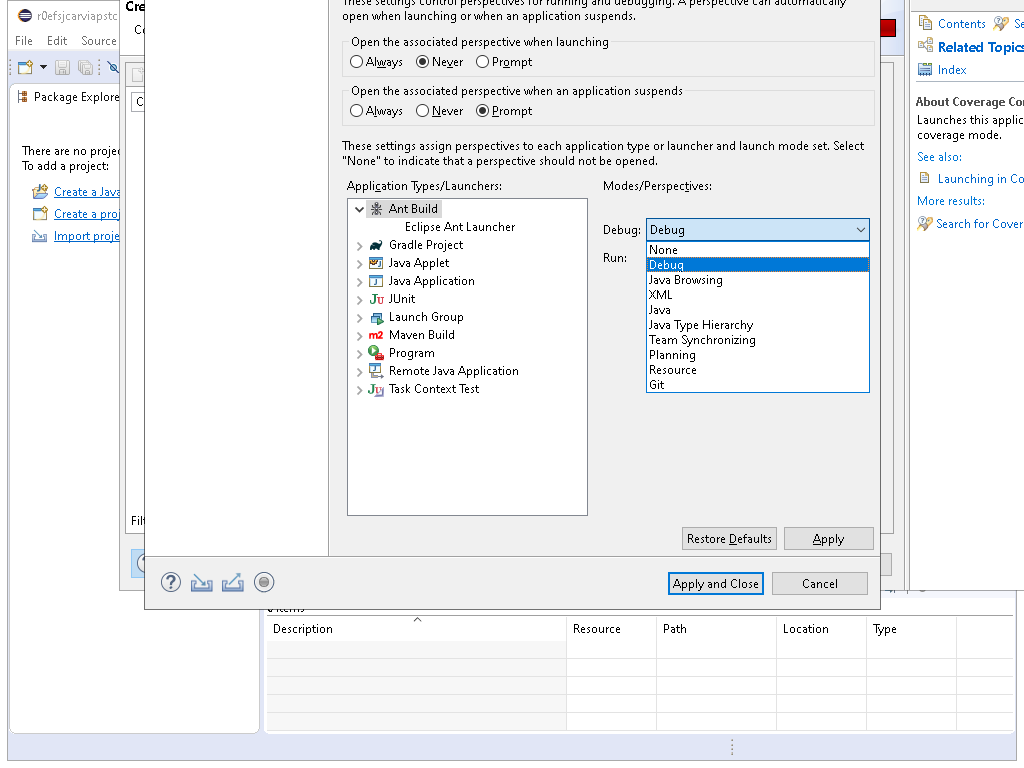 r0efsjcarviapstc
File Edit Source
Package Explore
There are no projec
To add a project:
Create a Java
Create a proj
Import proje
Cre
These settings control perspectives for running and debugging. A perspective can automatically
open when launching or when an application suspends.
Open the associated perspective when launching
Always Never Prompt
Open the associated perspective when an application suspends
Always Never Prompt
These settings assign perspectives to each application type or launcher and launch mode set. Select
"None" to indicate that a perspective should not be opened.
Application Types/Launchers:
Modes/Perspectives:
Ant Build
Eclipse Ant Launcher
Gradle Project
Java Applet
Java Application
JUnit
Launch Group
Maven Build
Program
Remote Java Application
Task Context Test
Debug: Debug
Run:
None
Debug
Java Browsing
XML
Java
Java Type Hierarchy
Team Synchronizing
Planning
Resource
Git
Restore Defaults Apply
Apply and Close Cancel
Filt
Contents Se
Related Topics
Index
About Coverage Co
Launches this applic
coverage mode.
See also:
Launching in Co
More results:
Search for Cover
0 items
Description Resource Path Location Type